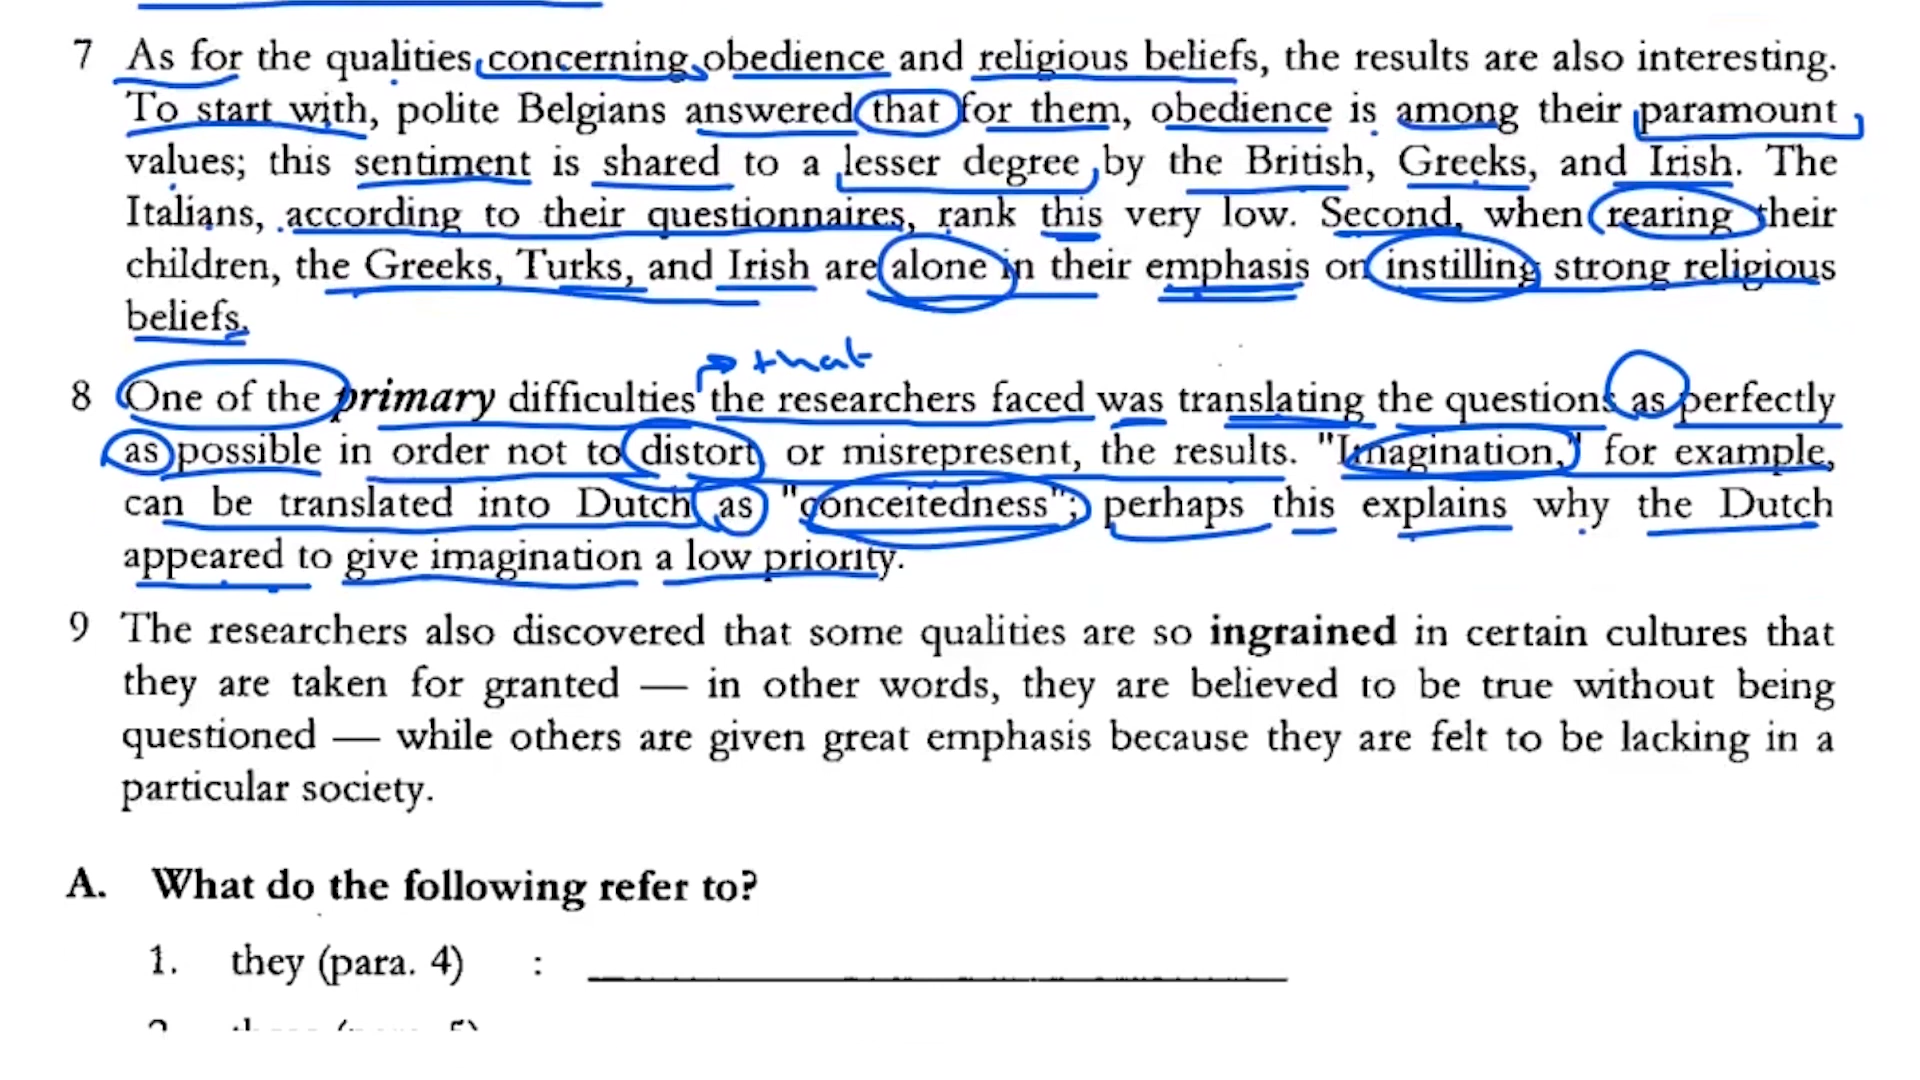 7 As for the qualities concerning obedience and religious beliefs, the results are also interesting.
To start with, polite Belgians answered that for them, obedience is among their paramount
values; this sentiment is shared to a lesser degree by the British, Greeks, and Irish. The
Italians, according to their questionnaires, rank this very low. Second, when rearing their
children, the Greeks, Turks, and Irish are alone in their emphasis on instilling strong religious
beliefs.
that
8 One of the primary difficulties the researchers faced was translating the questions as perfectly
as possible in order not to distort or misrepresent, the results. "Imagination," for example,
can be translated into Dutch as "conceitedness"; perhaps this explains why the Dutch
appeared to give imagination a low priority.
9 The researchers also discovered that some qualities are so ingrained in certain cultures that
they are taken for granted — in other words, they are believed to be true without being
questioned — while others are given great emphasis because they are felt to be lacking in a
particular society.
A. What do the following refer to?
1. they (para. 4) :